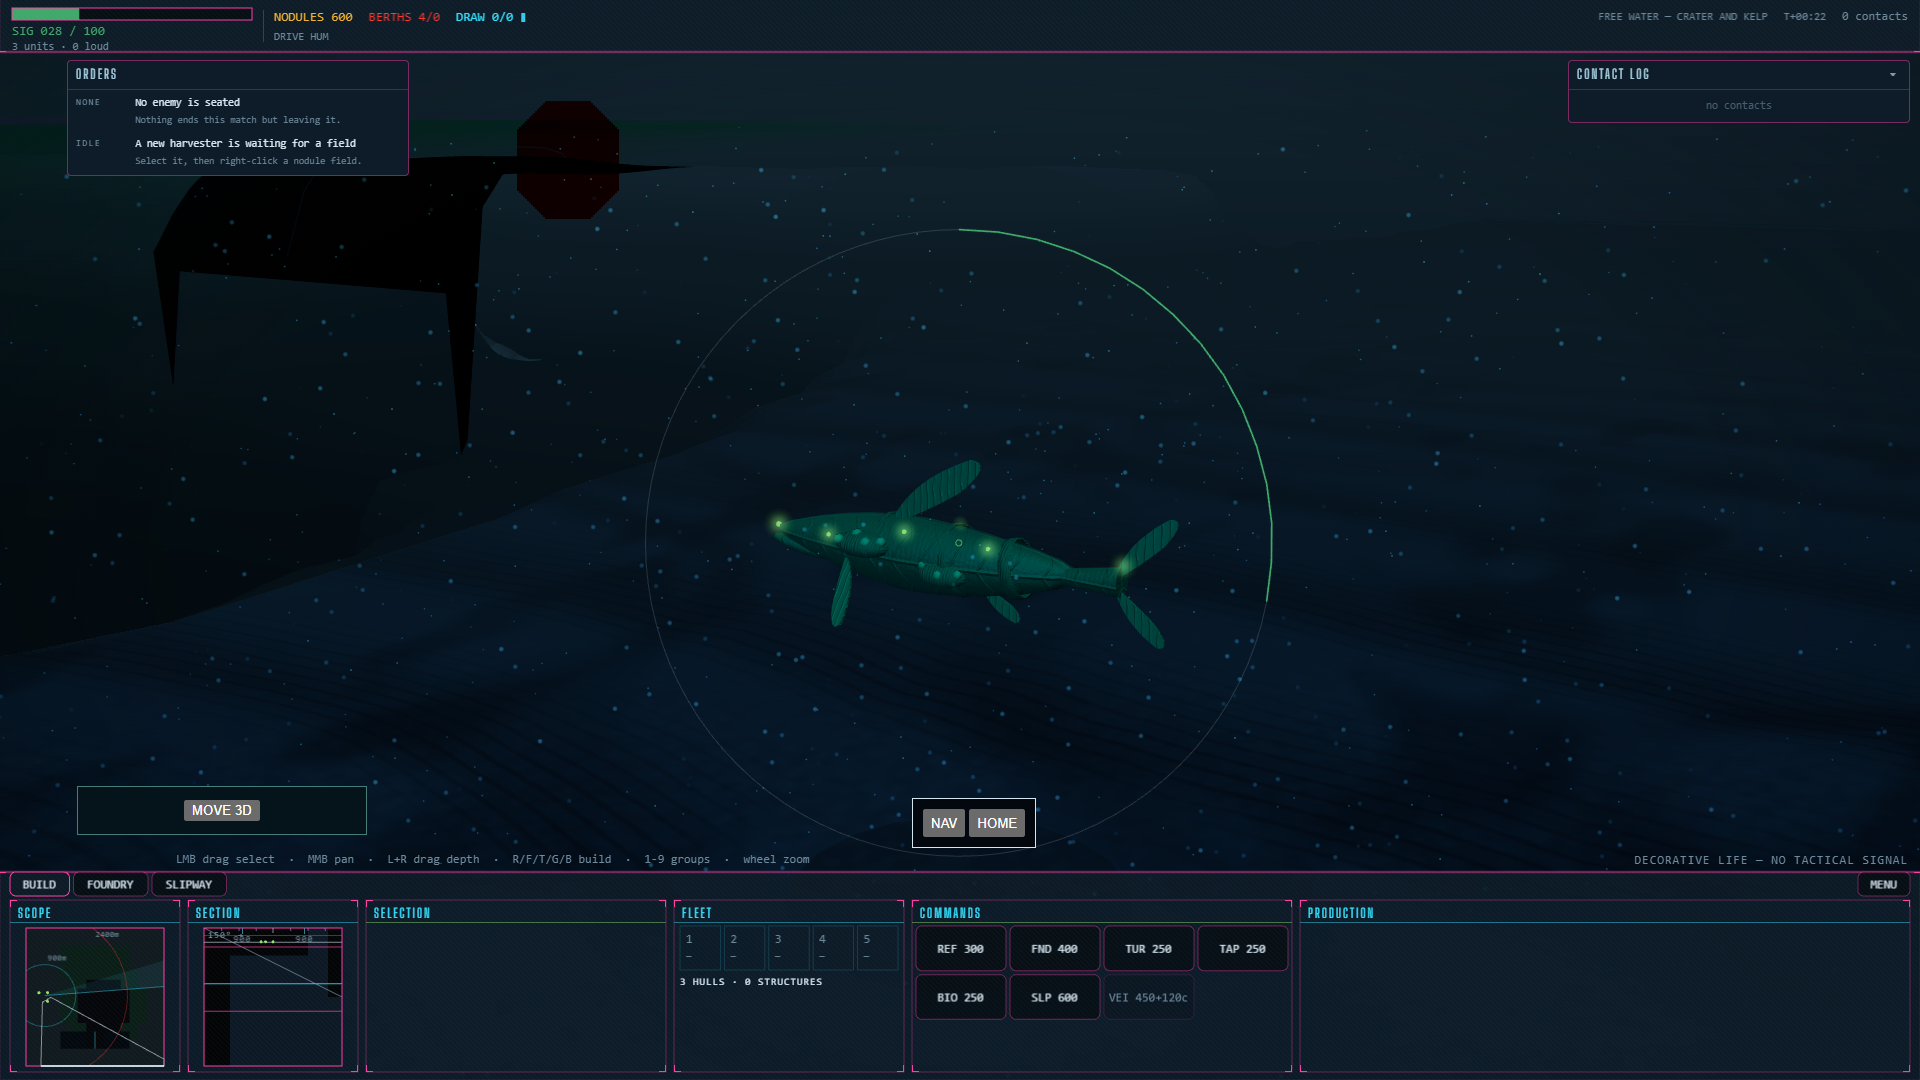 SIG 028 / 100
3 units · 0 loud
NODULES 600 BERTHS 4/0 DRAW 0/0
DRIVE HUM
FREE WATER — CRATER AND KELP T+00:22 0 contacts
ORDERS
NONE No enemy is seated
Nothing ends this match but leaving it.
IDLE A new harvester is waiting for a field
Select it, then right-click a nodule field.
CONTACT LOG
no contacts
MOVE 3D
NAV HOME
LMB drag select · MMB pan · L+R drag depth · R/F/T/G/B build · 1-9 groups · wheel zoom
DECORATIVE LIFE — NO TACTICAL SIGNAL
BUILD FOUNDRY SLIPWAY MENU
SCOPE
2400m
900m
SECTION
150° 900 900
SELECTION
FLEET
1 2 3 4 5
– – – – –
3 HULLS · 0 STRUCTURES
COMMANDS
REF 300 FND 400 TUR 250 TAP 250
BIO 250 SLP 600 VEI 450+120c
PRODUCTION